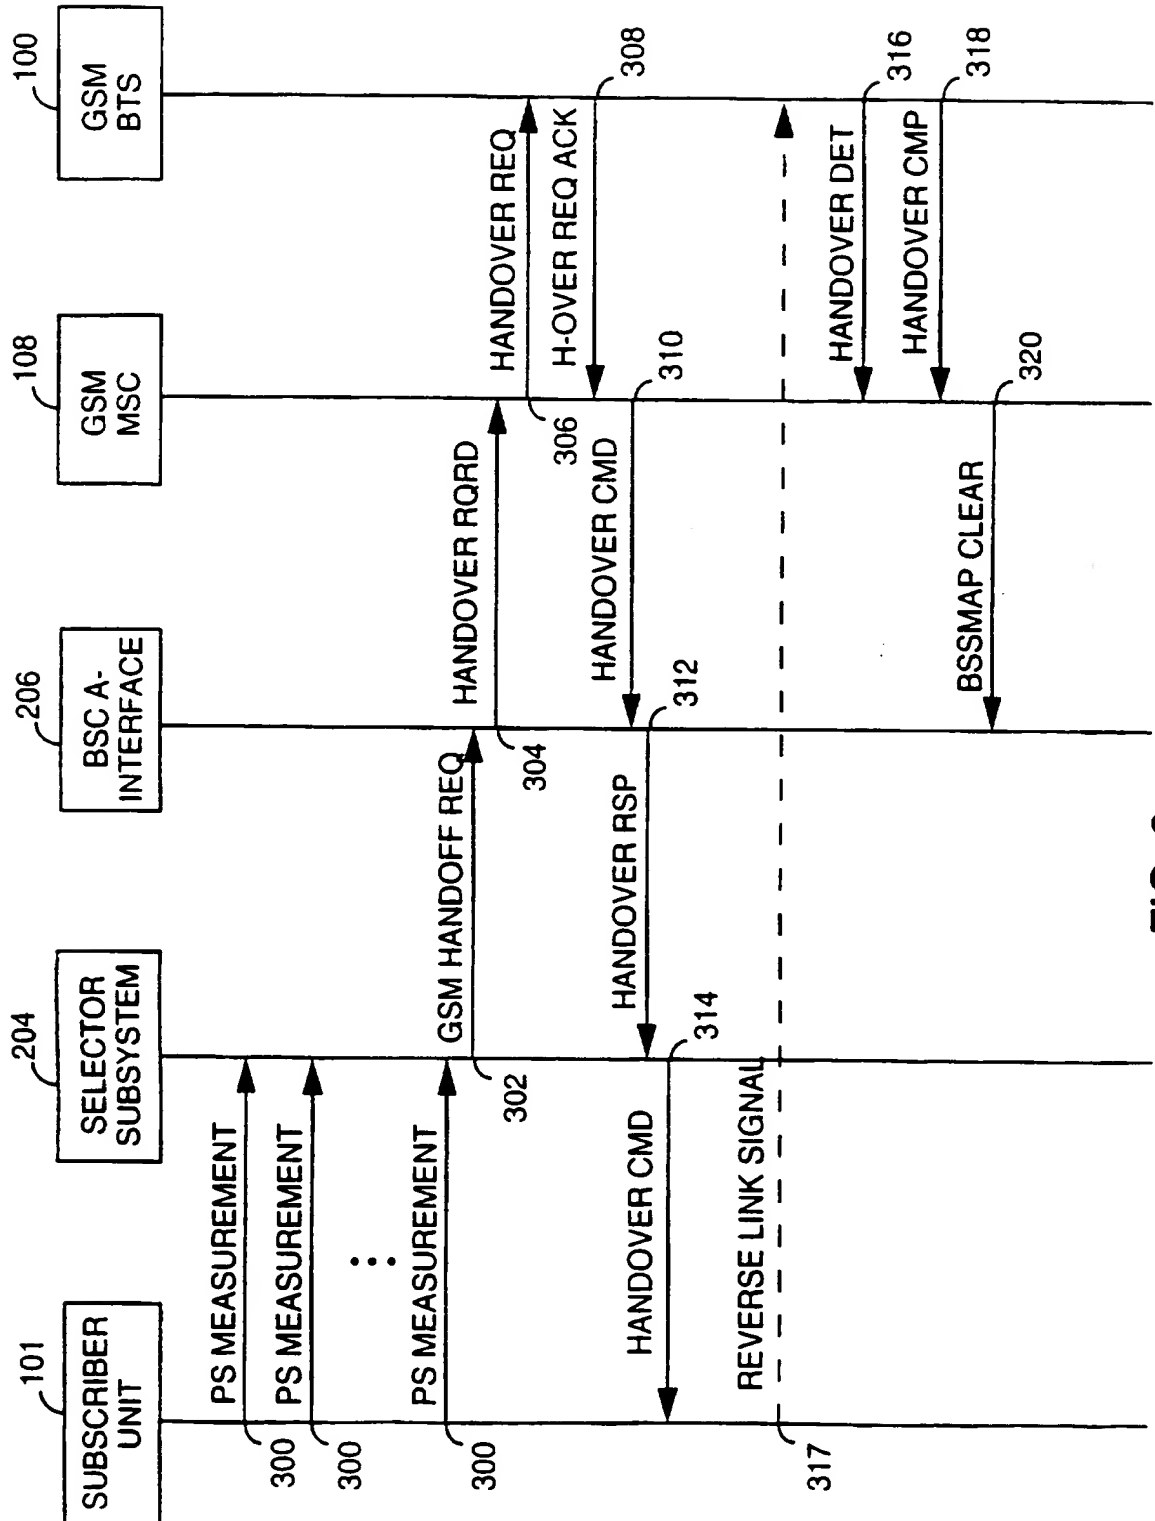 101
SUBSCRIBER
UNIT
204
SELECTOR
SUBSYSTEM
206
BSC A-
INTERFACE
108
GSM
MSC
100
GSM
BTS
300
PS MEASUREMENT
300
PS MEASUREMENT
300
PS MEASUREMENT
302
GSM HANDOFF REQ
304
HANDOVER RQRD
306
HANDOVER REQ
308
H-OVER REQ ACK
310
HANDOVER CMD
312
HANDOVER RSP
314
HANDOVER CMD
317
REVERSE LINK SIGNAL
316
HANDOVER DET
318
HANDOVER CMP
320
BSSMAP CLEAR